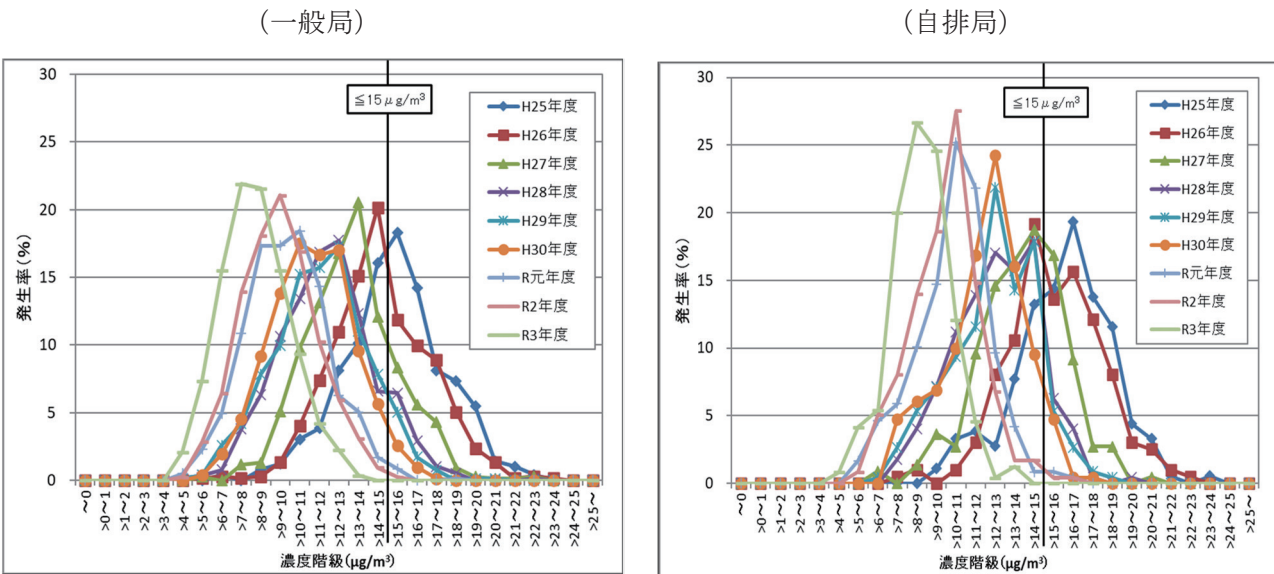 (一般局)
30
25
20
15
10
5
0
発生率(%)
≦15μg/m³
H25年度
H26年度
H27年度
H28年度
H29年度
H30年度
R元年度
R2年度
R3年度
~0
>0~1
>1~2
>2~3
>3~4
>4~5
>5~6
>6~7
>7~8
>8~9
>9~10
>10~11
>11~12
>12~13
>13~14
>14~15
>15~16
>16~17
>17~18
>18~19
>19~20
>20~21
>21~22
>22~23
>23~24
>24~25
>25~
濃度階級(μg/m³)
(自排局)
30
25
20
15
10
5
0
発生率(%)
≦15μg/m³
H25年度
H26年度
H27年度
H28年度
H29年度
H30年度
R元年度
R2年度
R3年度
~0
>0~1
>1~2
>2~3
>3~4
>4~5
>5~6
>6~7
>7~8
>8~9
>9~10
>10~11
>11~12
>12~13
>13~14
>14~15
>15~16
>16~17
>17~18
>18~19
>19~20
>20~21
>21~22
>22~23
>23~24
>24~25
>25~
濃度階級(μg/m³)